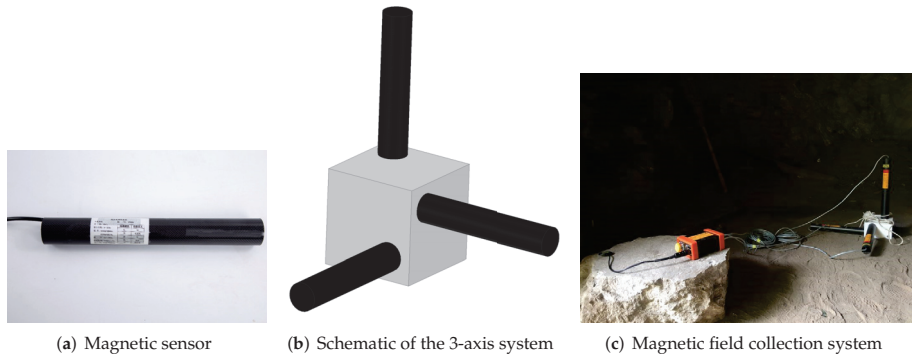 (a) Magnetic sensor
(b) Schematic of the 3-axis system
(c) Magnetic field collection system